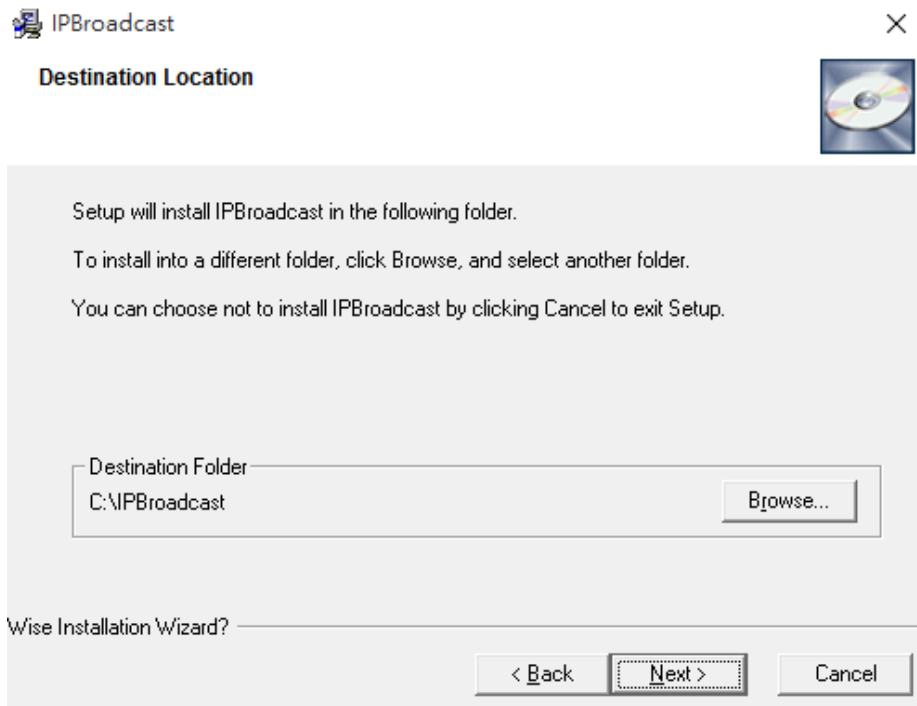 IPBroadcast
Destination Location
Setup will install IPBroadcast in the following folder.
To install into a different folder, click Browse, and select another folder.
You can choose not to install IPBroadcast by clicking Cancel to exit Setup.
Destination Folder
C:\IPBroadcast
Browse...
Wise Installation Wizard?
< Back
Next >
Cancel